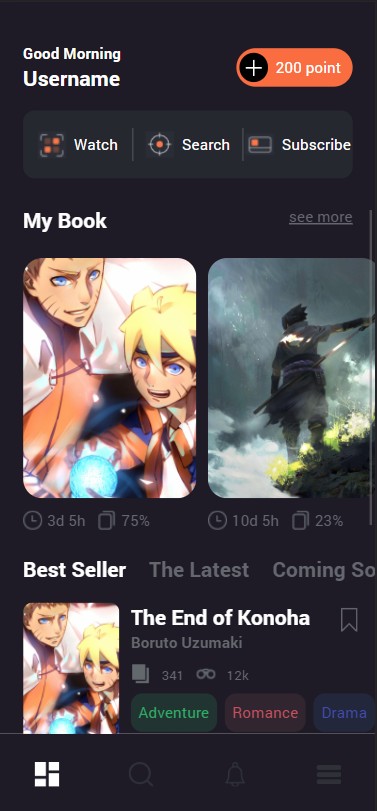 Good Morning
Username
200 point
Watch Search Subscribe
My Book see more
3d 5h 75% 10d 5h 23%
Best Seller The Latest Coming So
The End of Konoha
Boruto Uzumaki
341 12k
Adventure Romance Drama